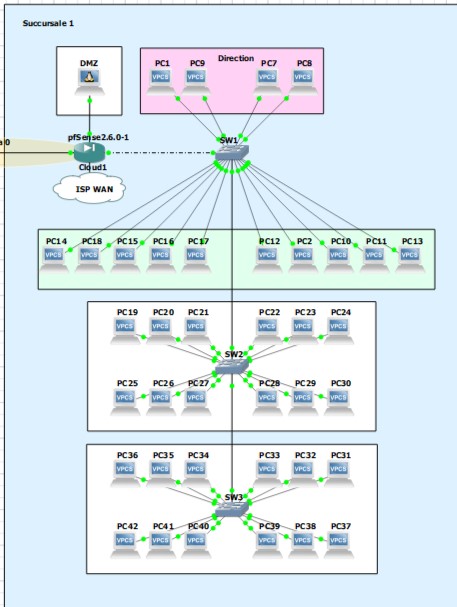 Succursale 1
DMZ
Direction
PC1 PC9 PC7 PC8
VPCS VPCS VPCS VPCS
pfSense2.6.0-1
SW1
Cloud1
ISP WAN
PC14 PC18 PC15 PC16 PC17 PC12 PC2 PC10 PC11 PC13
VPCS VPCS VPCS VPCS VPCS VPCS VPCS VPCS VPCS VPCS
PC19 PC20 PC21 PC22 PC23 PC24
VPCS VPCS VPCS VPCS VPCS VPCS
SW2
PC25 PC26 PC27 PC28 PC29 PC30
VPCS VPCS VPCS VPCS VPCS VPCS
PC36 PC35 PC34 PC33 PC32 PC31
VPCS VPCS VPCS VPCS VPCS VPCS
SW3
PC42 PC41 PC40 PC39 PC38 PC37
VPCS VPCS VPCS VPCS VPCS VPCS